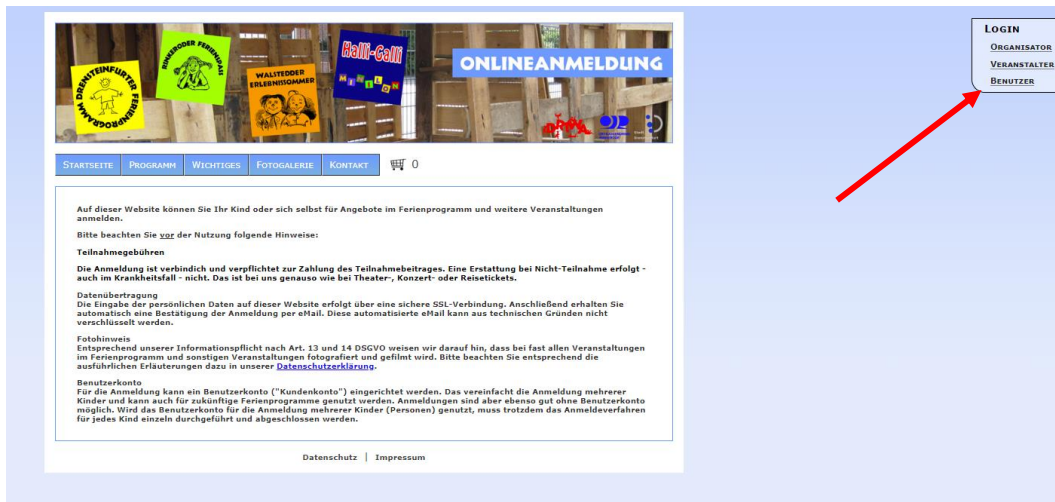 DRENSTEINFURTER FERIENPROGRAMM
RINKERODER FERIENSPAß
WALSTEDDER
ERLEBNISSOMMER
Halli-Galli
MINILON
ONLINEANMELDUNG
LOGIN
ORGANISATOR
VERANSTALTER
BENUTZER
STARTSEITE PROGRAMM WICHTIGES FOTOGALERIE KONTAKT 0
Auf dieser Website können Sie Ihr Kind oder sich selbst für Angebote im Ferienprogramm und weitere Veranstaltungen
anmelden.
Bitte beachten Sie vor der Nutzung folgende Hinweise:
Teilnahmegebühren
Die Anmeldung ist verbindich und verpflichtet zur Zahlung des Teilnahmebeitrages. Eine Erstattung bei Nicht-Teilnahme erfolgt -
auch im Krankheitsfall - nicht. Das ist bei uns genauso wie bei Theater-, Konzert- oder Reisetickets.
Datenübertragung
Die Eingabe der persönlichen Daten auf dieser Website erfolgt über eine sichere SSL-Verbindung. Anschließend erhalten Sie
automatisch eine Bestätigung der Anmeldung per eMail. Diese automatisierte eMail kann aus technischen Gründen nicht
verschlüsselt werden.
Fotohinweis
Entsprechend unserer Informationspflicht nach Art. 13 und 14 DSGVO weisen wir darauf hin, dass bei fast allen Veranstaltungen
im Ferienprogramm und sonstigen Veranstaltungen fotografiert und gefilmt wird. Bitte beachten Sie entsprechend die
ausführlichen Erläuterungen dazu in unserer Datenschutzerklärung.
Benutzerkonto
Für die Anmeldung kann ein Benutzerkonto ("Kundenkonto") eingerichtet werden. Das vereinfacht die Anmeldung mehrerer
Kinder und kann auch für zukünftige Ferienprogramme genutzt werden. Anmeldungen sind aber ebenso gut ohne Benutzerkonto
möglich. Wird das Benutzerkonto für die Anmeldung mehrerer Kinder (Personen) genutzt, muss trotzdem das Anmeldeverfahren
für jedes Kind einzeln durchgeführt und abgeschlossen werden.
Datenschutz | Impressum